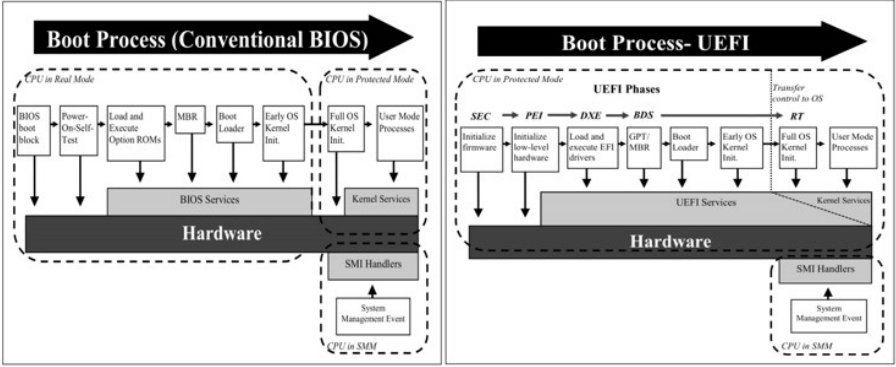 Boot Process (Conventional BIOS)
CPU in Real Mode
CPU in Protected Mode
BIOS
boot
block
Power-
On-Self-
Test
Load and
Execute
Option ROMs
MBR
Boot
Loader
Early OS
Kernel
Init.
Full OS
Kernel
Init.
User Mode
Processes
BIOS Services
Kernel Services
Hardware
SMI Handlers
System
Management Event
CPU in SMM
Boot Process- UEFI
CPU in Protected Mode
UEFI Phases
Transfer
control to OS
SEC
PEI
DXE
BDS
RT
Initialize
firmware
Initialize
low-level
hardware
Load and
execute EFI
drivers
GPT/
MBR
Boot
Loader
Early OS
Kernel
Init.
Full OS
Kernel
Init.
User Mode
Processes
UEFI Services
Kernel Services
Hardware
SMI Handlers
System
Management Event
CPU in SMM